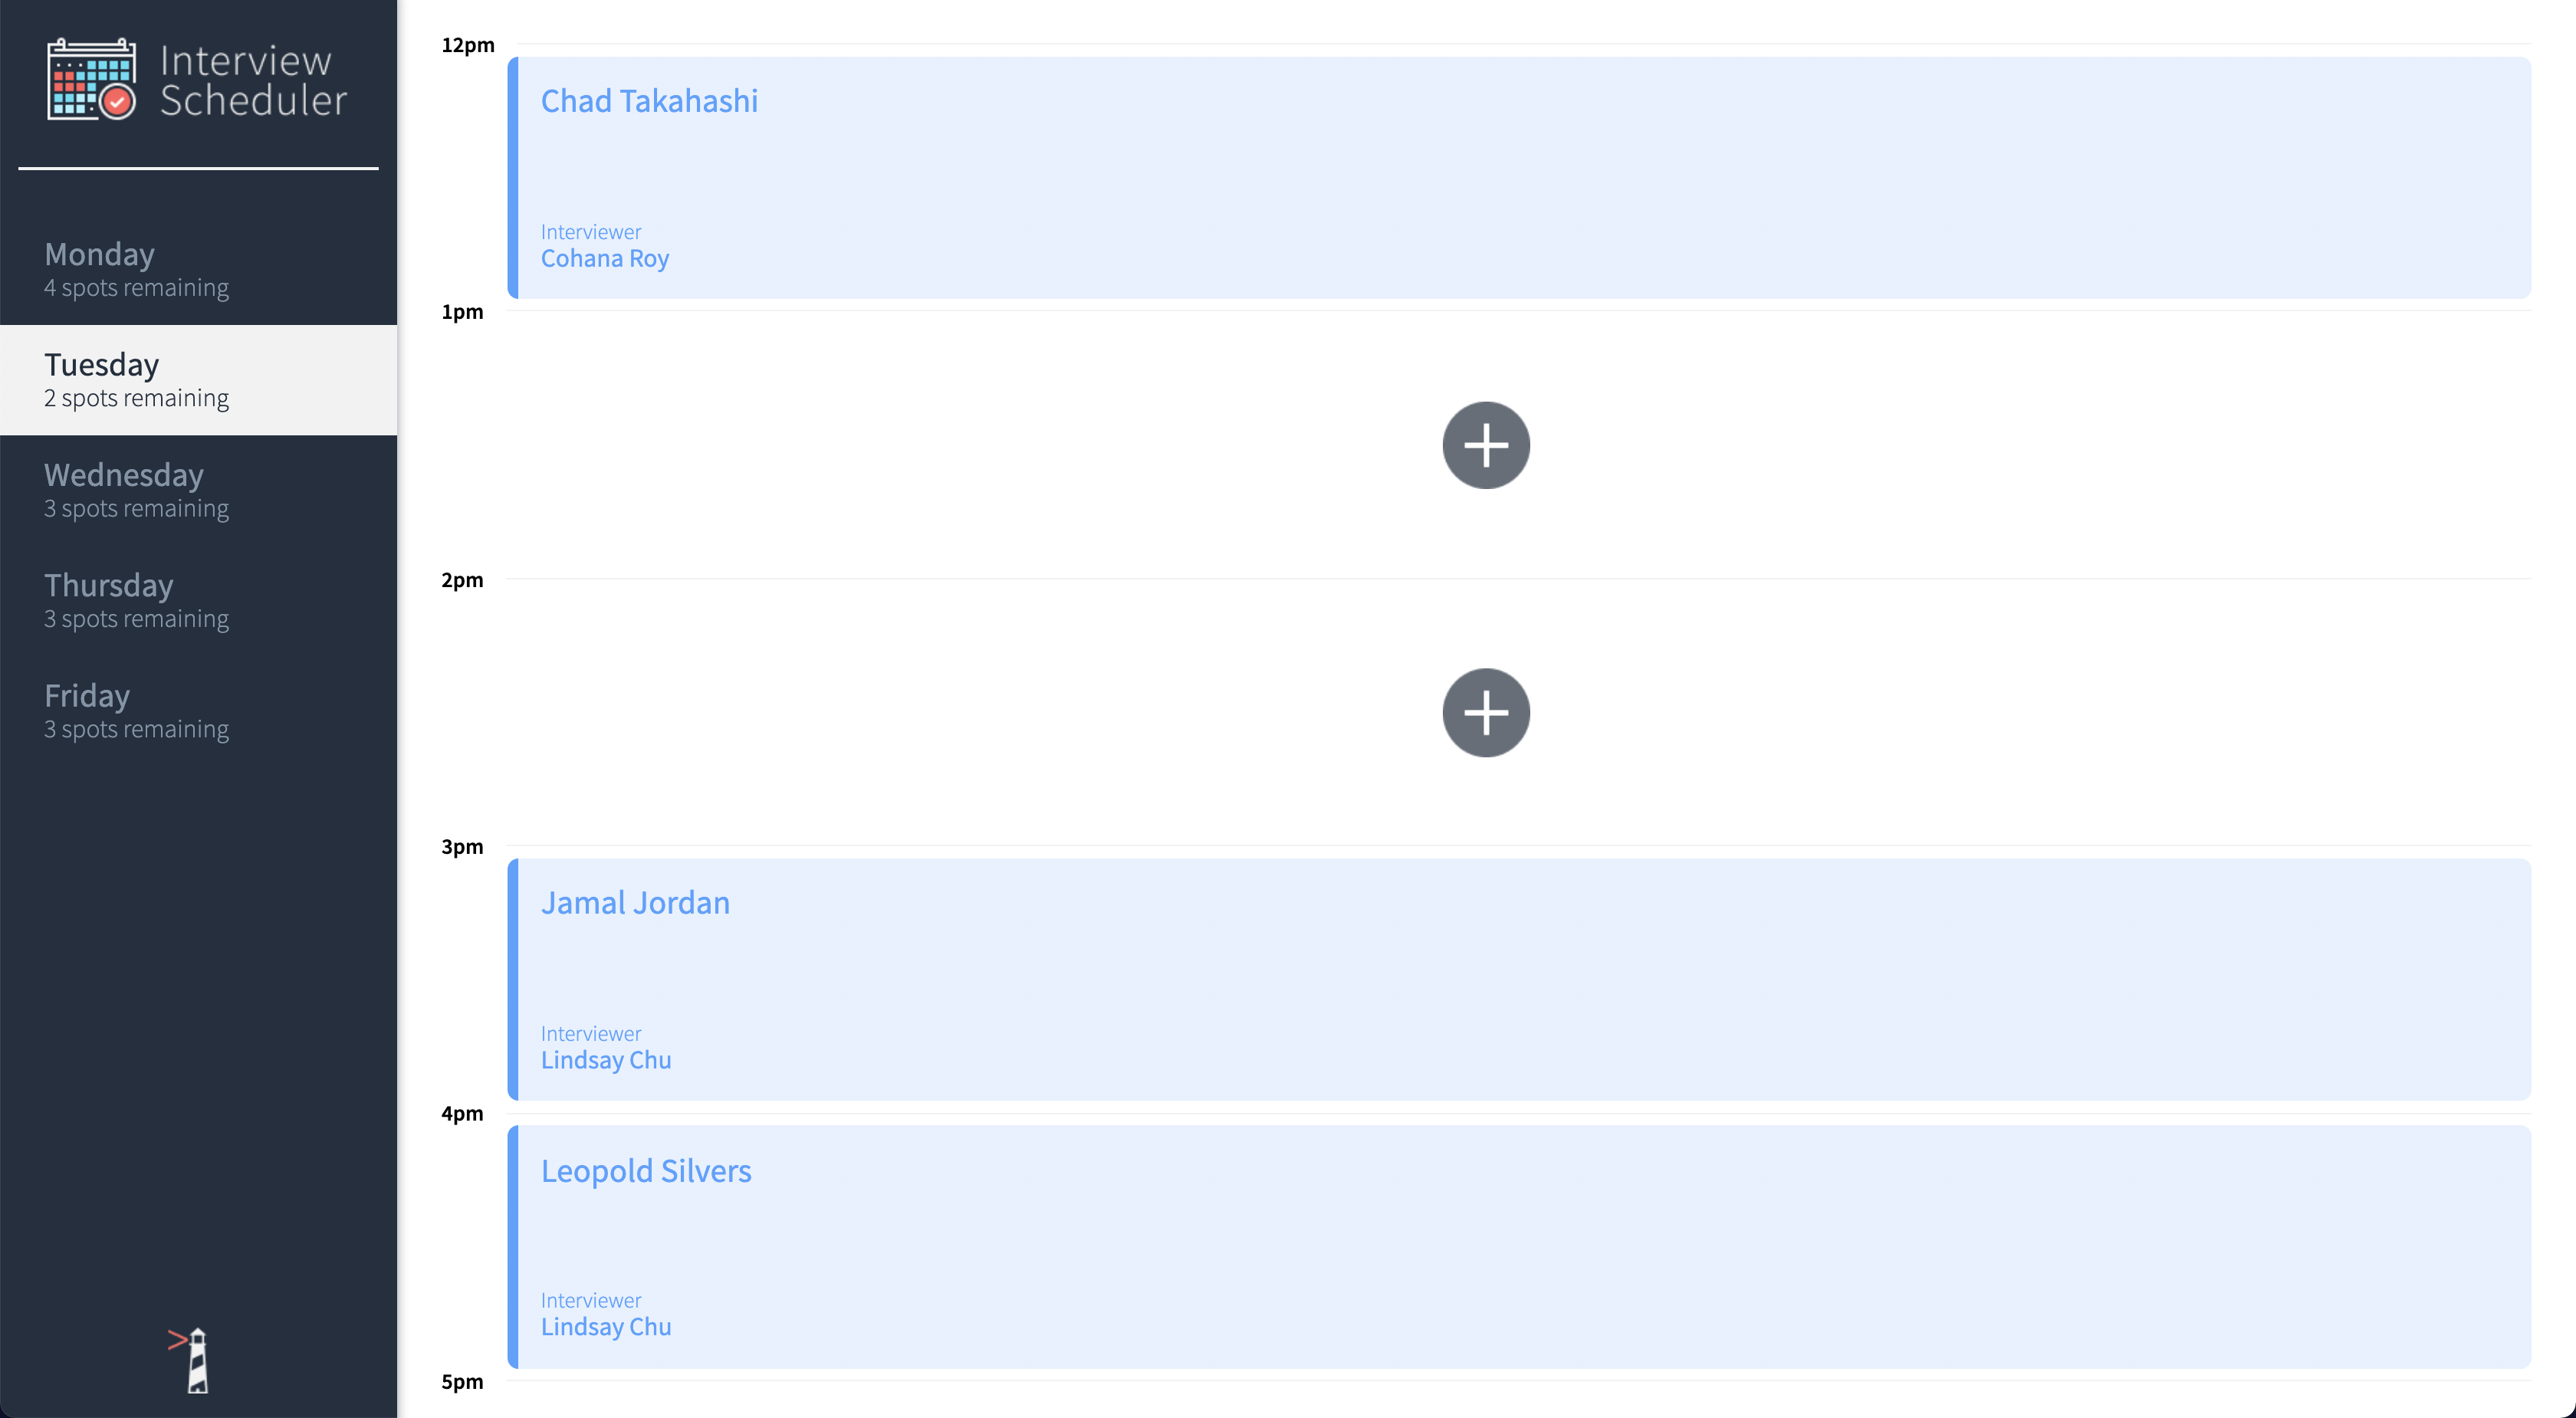 Interview
Scheduler
Monday
4 spots remaining
Tuesday
2 spots remaining
Wednesday
3 spots remaining
Thursday
3 spots remaining
Friday
3 spots remaining
12pm
Chad Takahashi
Interviewer
Cohana Roy
1pm
2pm
3pm
Jamal Jordan
Interviewer
Lindsay Chu
4pm
Leopold Silvers
Interviewer
Lindsay Chu
5pm